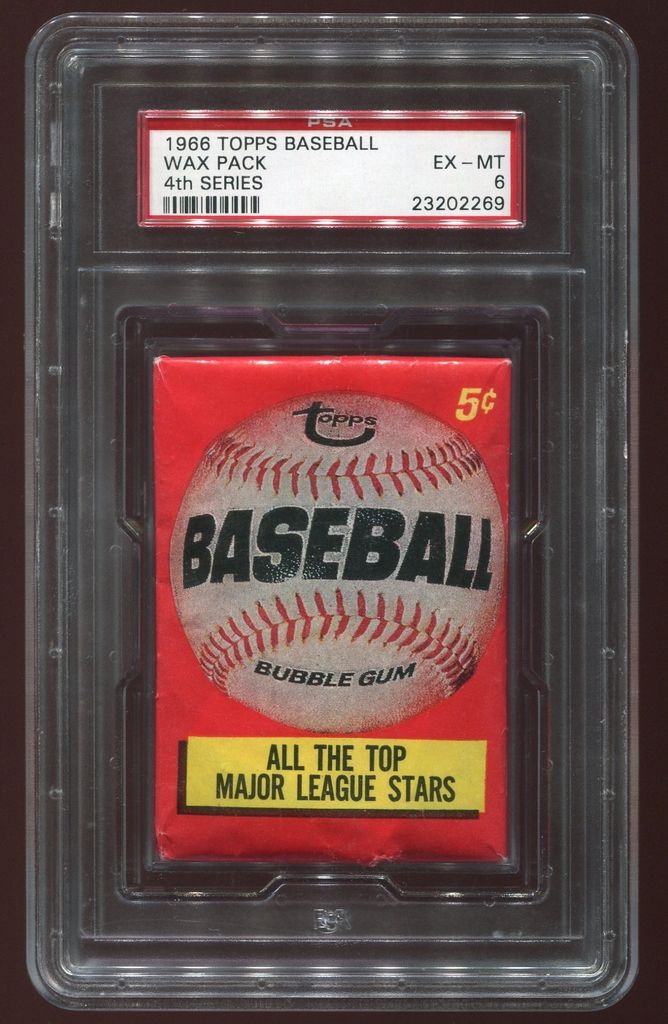 PSA
1966 TOPPS BASEBALL
WAX PACK EX - MT
4th SERIES 6
23202269
5¢
Topps
BASEBALL
BUBBLE GUM
ALL THE TOP
MAJOR LEAGUE STARS